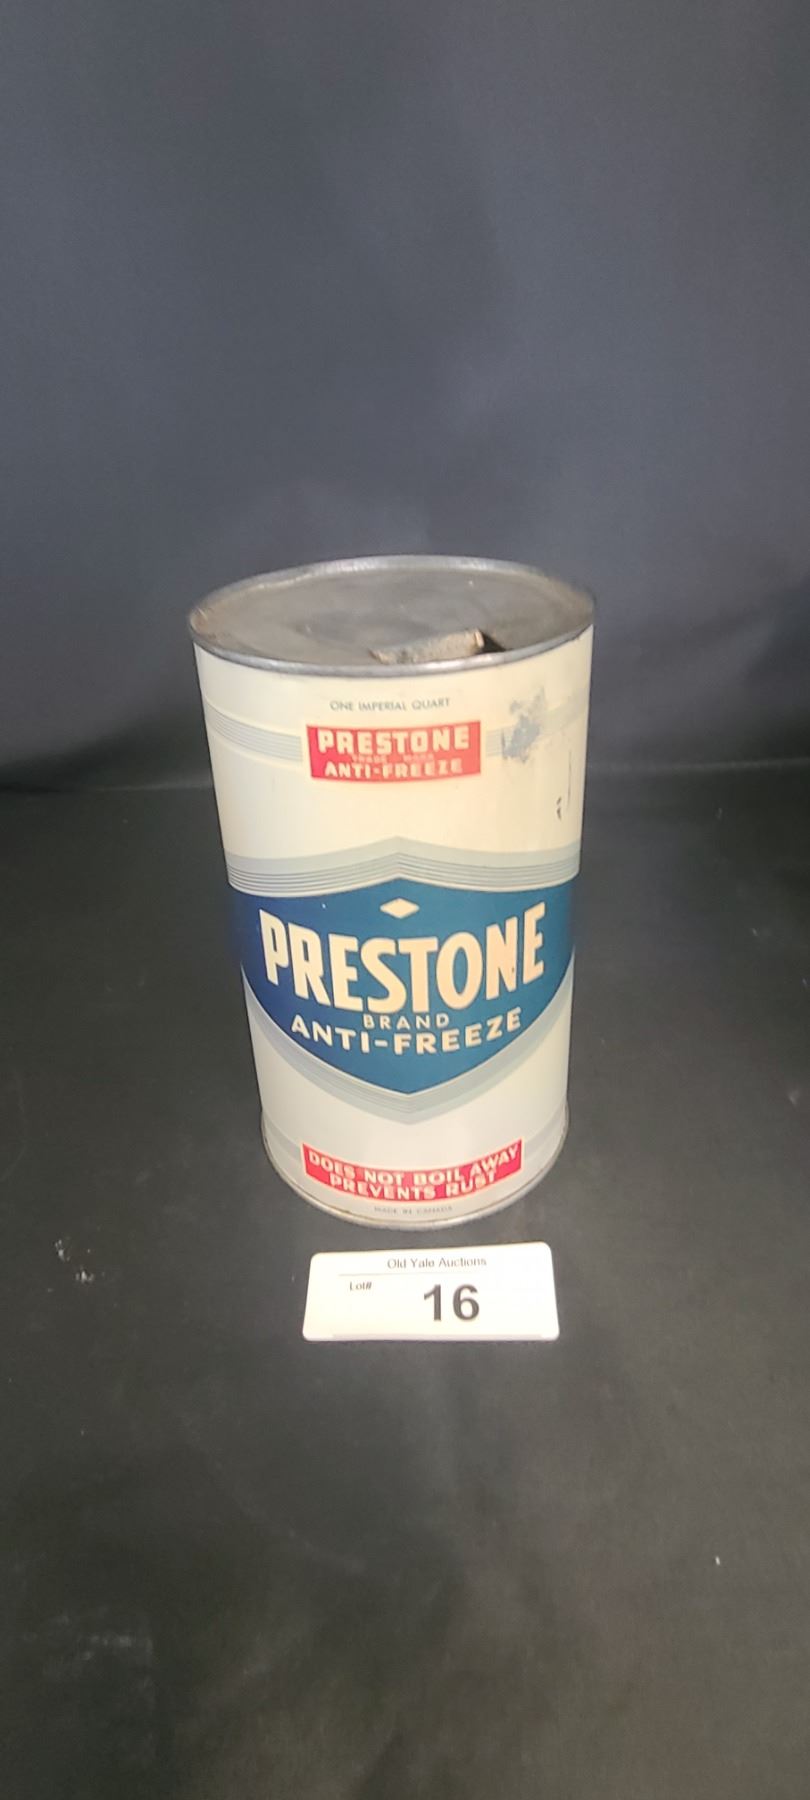 ONE IMPERIAL QUART
PRESTONE
TRADE MARK
ANTI-FREEZE
PRESTONE
BRAND
ANTI-FREEZE
DOES NOT BOIL AWAY
PREVENTS RUST
MADE IN CANADA
Old Yale Auctions
Lot# 16